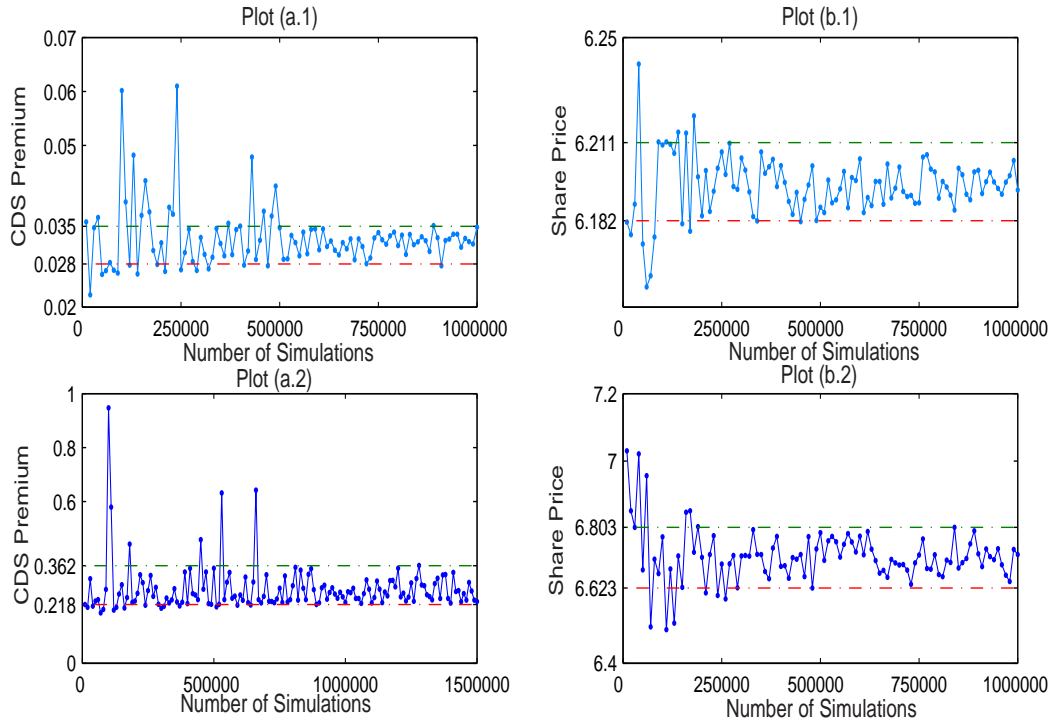 Plot (a.1)
CDS Premium
0.07
0.06
0.05
0.035
0.028
0.02
0 250000 500000 750000 1000000
Number of Simulations
Plot (b.1)
Share Price
6.25
6.211
6.182
0 250000 500000 750000 1000000
Number of Simulations
Plot (a.2)
CDS Premium
1
0.8
0.6
0.362
0.218
0
0 500000 1000000 1500000
Number of Simulations
Plot (b.2)
Share Price
7.2
7
6.803
6.623
6.4
0 250000 500000 750000 1000000
Number of Simulations